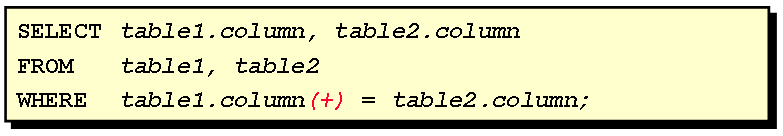 SELECT table1.column, table2.column
FROM table1, table2
WHERE table1.column(+) = table2.column;